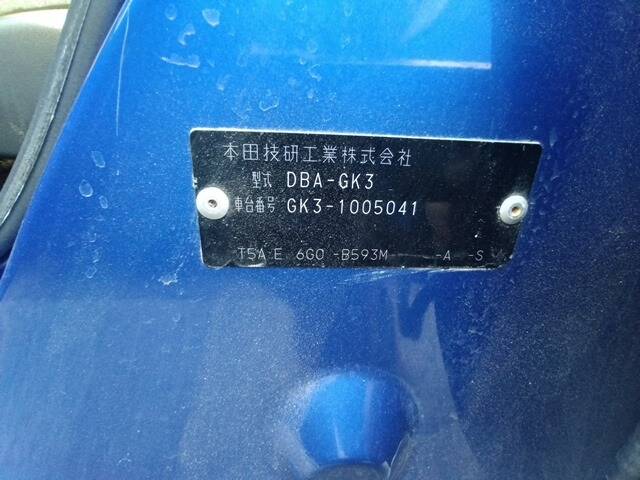 本田技研工業株式会社
型式 DBA-GK3
車台番号 GK3-1005041
T5A E 6G0 -B593M -A -S